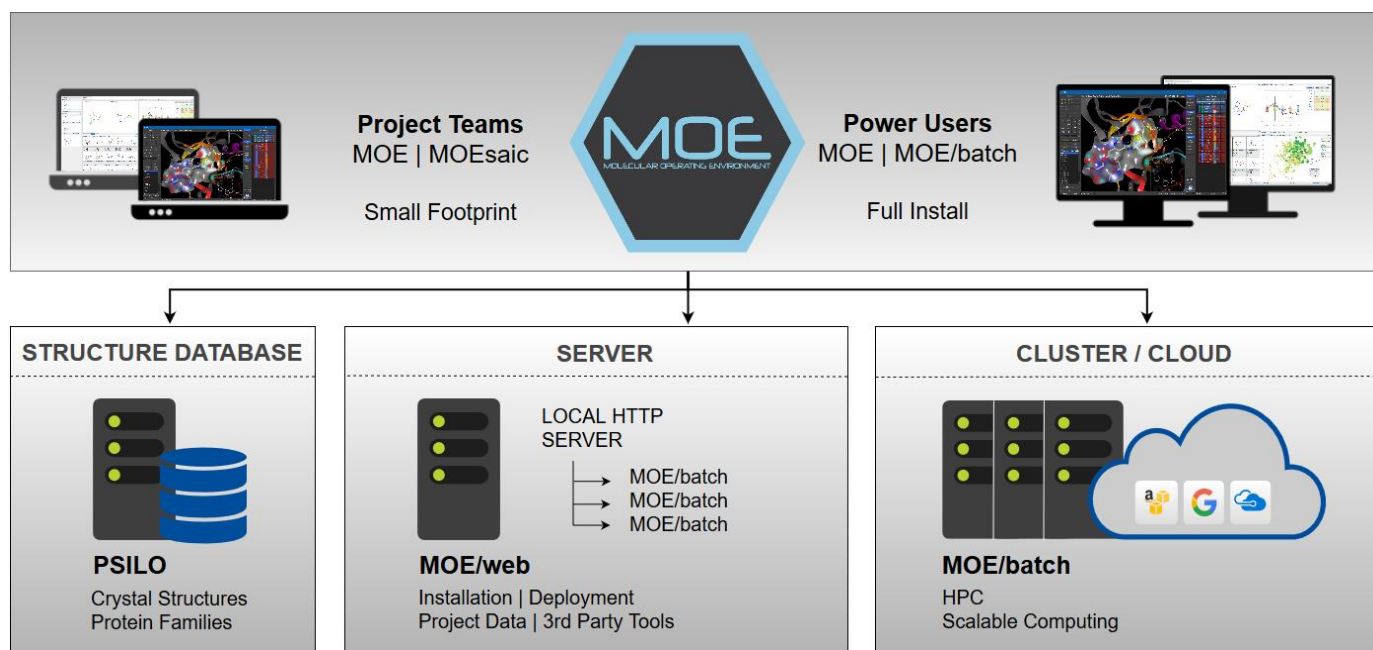 Project Teams
MOE | MOEsaic
Small Footprint
MOE
MOLECULAR OPERATING ENVIRONMENT
Power Users
MOE | MOE/batch
Full Install
STRUCTURE DATABASE
PSILO
Crystal Structures
Protein Families
SERVER
LOCAL HTTP
SERVER
MOE/batch
MOE/batch
MOE/batch
MOE/web
Installation | Deployment
Project Data | 3rd Party Tools
CLUSTER / CLOUD
a
G
MOE/batch
HPC
Scalable Computing